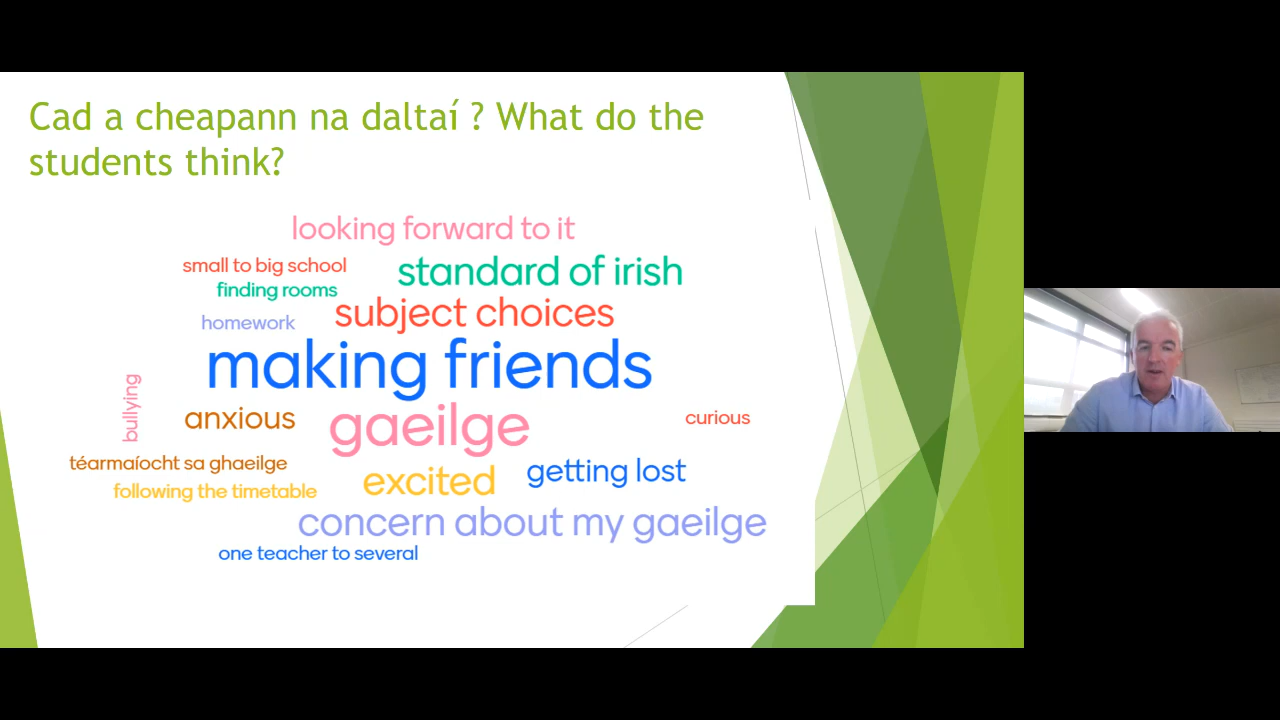 Cad a cheapann na daltaí ? What do the
students think?
looking forward to it
small to big school
standard of irish
finding rooms
subject choices
homework
making friends
bullying
anxious
gaeilge
curious
téarmaíocht sa ghaeilge
getting lost
following the timetable
excited
concern about my gaeilge
one teacher to several